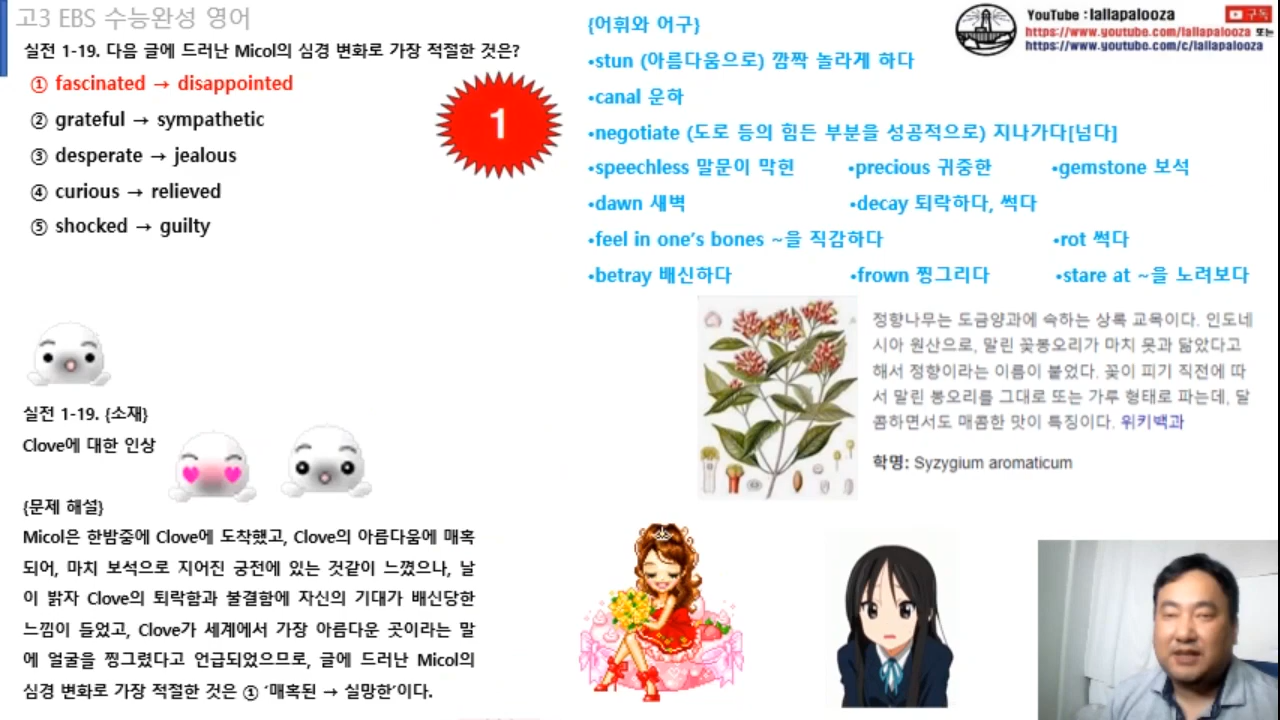 고3 EBS 수능완성 영어
실전 1-19. 다음 글에 드러난 Micol의 심경 변화로 가장 적절한 것은?
① fascinated → disappointed
② grateful → sympathetic
③ desperate → jealous
④ curious → relieved
⑤ shocked → guilty
1
{어휘와 어구}
•stun (아름다움으로) 깜짝 놀라게 하다
•canal 운하
•negotiate (도로 등의 힘든 부분을 성공적으로) 지나가다[넘다]
•speechless 말문이 막힌 •precious 귀중한 •gemstone 보석
•dawn 새벽 •decay 퇴락하다, 썩다
•feel in one's bones ~을 직감하다 •rot 썩다
•betray 배신하다 •frown 찡그리다 •stare at ~을 노려보다
YouTube : lallapalooza
구독
https://www.youtube.com/lallapalooza 또는
https://www.youtube.com/c/lallapalooza
정향나무는 도금양과에 속하는 상록 교목이다. 인도네
시아 원산으로, 말린 꽃봉오리가 마치 못과 닮았다고
해서 정향이라는 이름이 붙었다. 꽃이 피기 직전에 따
서 말린 봉오리를 그대로 또는 가루 형태로 파는데, 달
콤하면서도 매콤한 맛이 특징이다. 위키백과
학명: Syzygium aromaticum
실전 1-19. {소재}
Clove에 대한 인상
{문제 해설}
Micol은 한밤중에 Clove에 도착했고, Clove의 아름다움에 매혹
되어, 마치 보석으로 지어진 궁전에 있는 것같이 느꼈으나, 날
이 밝자 Clove의 퇴락함과 불결함에 자신의 기대가 배신당한
느낌이 들었고, Clove가 세계에서 가장 아름다운 곳이라는 말
에 얼굴을 찡그렸다고 언급되었으므로, 글에 드러난 Micol의
심경 변화로 가장 적절한 것은 ① '매혹된 → 실망한'이다.